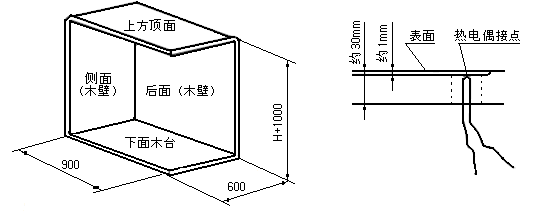 上方顶面
侧面
(木壁)
后面(木壁)
下面木台
900
600
H+1000
约30mm
约1mm
表面
热电偶接点